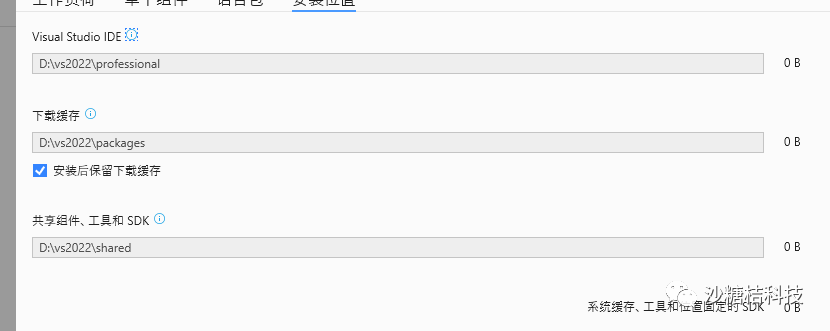 工作负荷 单个组件 语言包 安装位置
Visual Studio IDE
D:\vs2022\professional 0 B
下载缓存
D:\vs2022\packages 0 B
安装后保留下载缓存
共享组件、工具和 SDK
D:\vs2022\shared 0 B
沙糖桔科技
系统缓存、工具和位置固定的 SDK 0 B